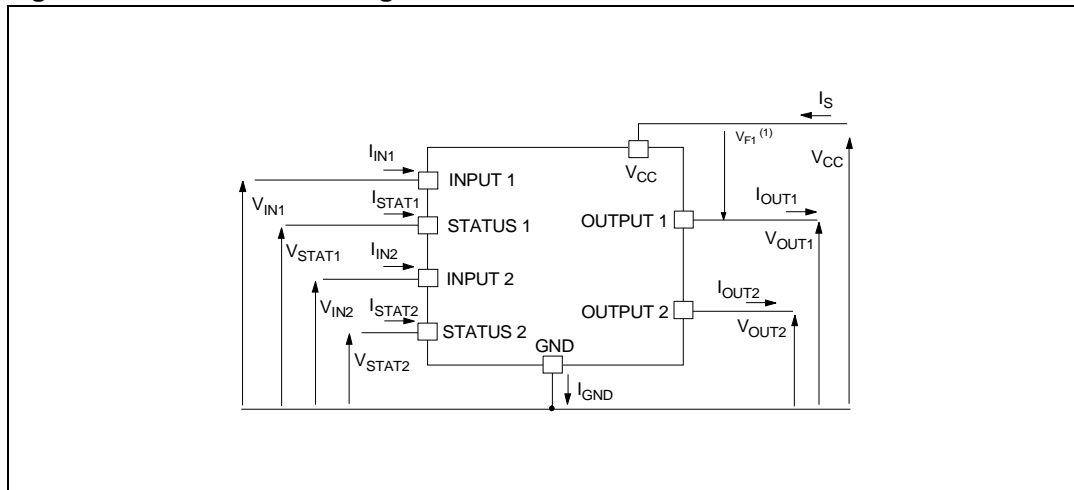 I_S
V_F1 (1)
V_CC
V_CC
I_IN1
INPUT 1
V_IN1
I_STAT1
STATUS 1
V_STAT1
I_IN2
INPUT 2
V_IN2
I_STAT2
STATUS 2
V_STAT2
OUTPUT 1
I_OUT1
V_OUT1
OUTPUT 2
I_OUT2
V_OUT2
GND
I_GND